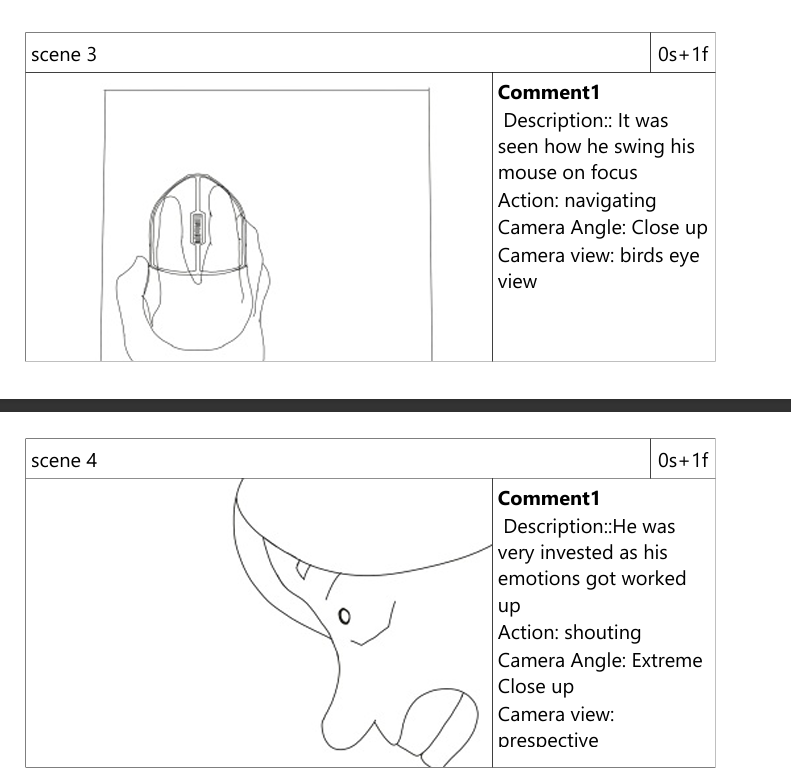 scene 3
0s+1f
Comment1
Description:: It was
seen how he swing his
mouse on focus
Action: navigating
Camera Angle: Close up
Camera view: birds eye
view
scene 4
0s+1f
Comment1
Description::He was
very invested as his
emotions got worked
up
Action: shouting
Camera Angle: Extreme
Close up
Camera view:
prespective